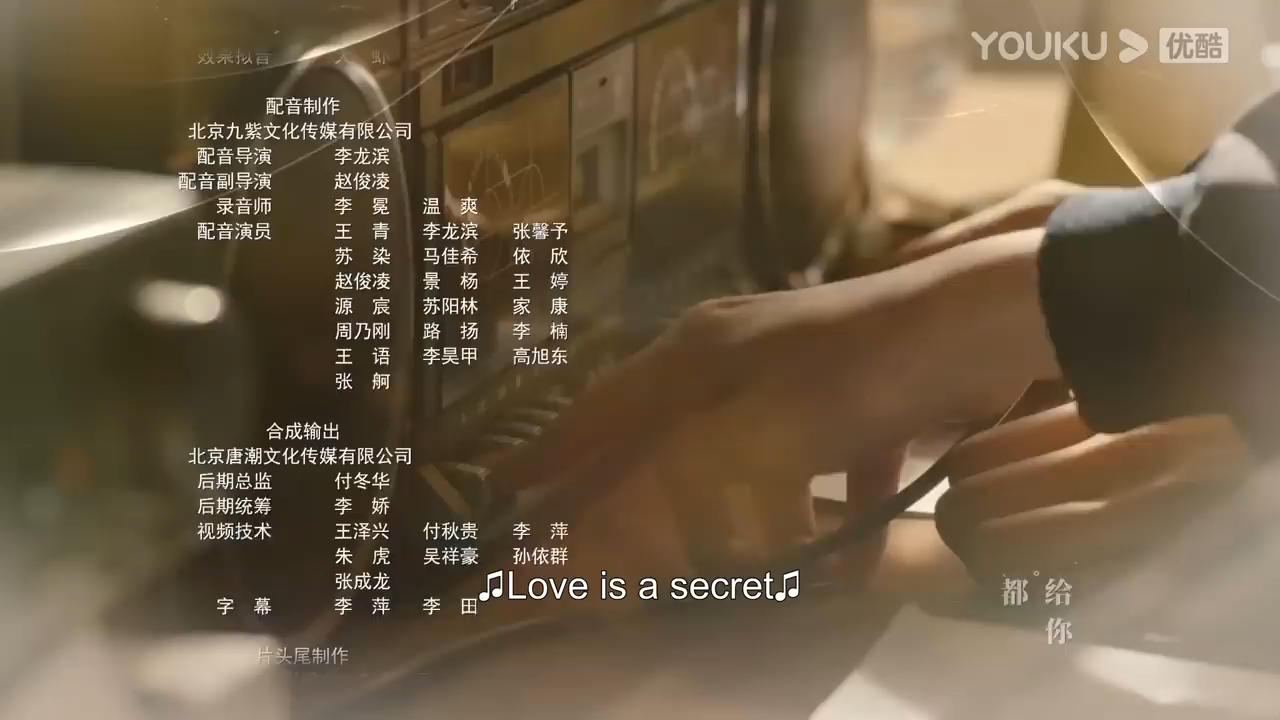 YOUKU 优酷
效果拟音 大 虾
配音制作
北京九紫文化传媒有限公司
配音导演 李龙滨
配音副导演 赵俊凌
录音师 李 冕 温 爽
配音演员 王 青 李龙滨 张馨予
苏 染 马佳希 依 欣
赵俊凌 景 杨 王 婷
源 宸 苏阳林 家 康
周乃刚 路 扬 李 楠
王 语 李昊甲 高旭东
张 舸
合成输出
北京唐潮文化传媒有限公司
后期总监 付冬华
后期统筹 李 娇
视频技术 王泽兴 付秋贵 李 萍
朱 虎 吴祥豪 孙依群
张成龙
字 幕 李 萍 李 田
♫Love is a secret♫
给你
都
片头尾制作